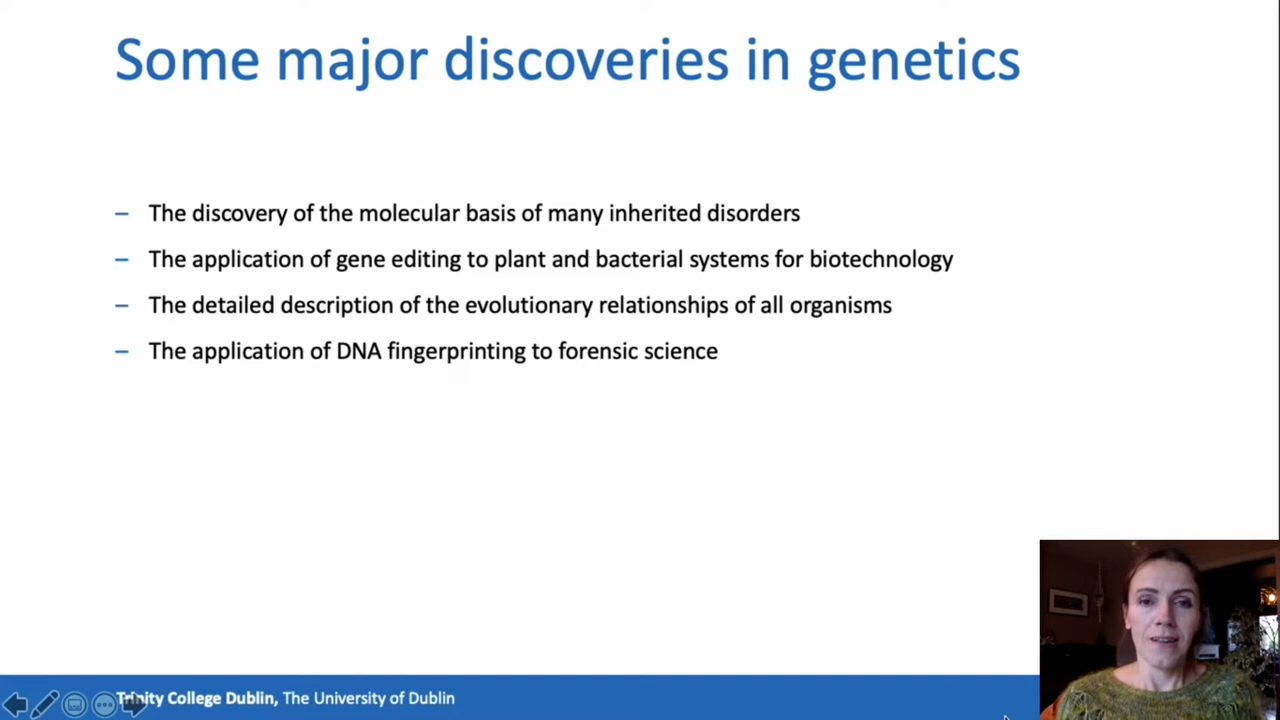 Some major discoveries in genetics
– The discovery of the molecular basis of many inherited disorders
– The application of gene editing to plant and bacterial systems for biotechnology
– The detailed description of the evolutionary relationships of all organisms
– The application of DNA fingerprinting to forensic science
Trinity College Dublin, The University of Dublin